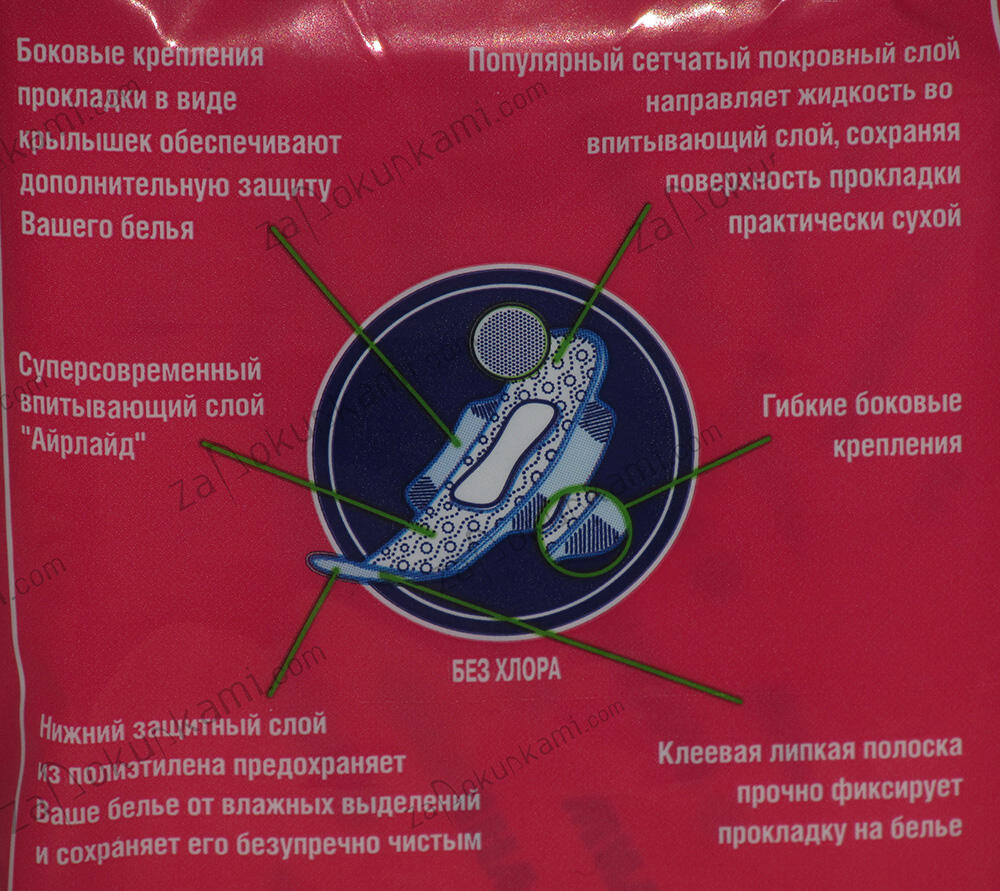 Боковые крепления
прокладки в виде
крылышек обеспечивают
дополнительную защиту
Вашего белья
Популярный сетчатый покровный слой
направляет жидкость во
впитывающий слой, сохраняя
поверхность прокладки
практически сухой
Суперсовременный
впитывающий слой
"Айрлайд"
Гибкие боковые
крепления
БЕЗ ХЛОРА
Нижний защитный слой
из полиэтилена предохраняет
Ваше белье от влажных выделений
и сохраняет его безупречно чистым
Клеевая липкая полоска
прочно фиксирует
прокладку на белье
zaPokupkami.com